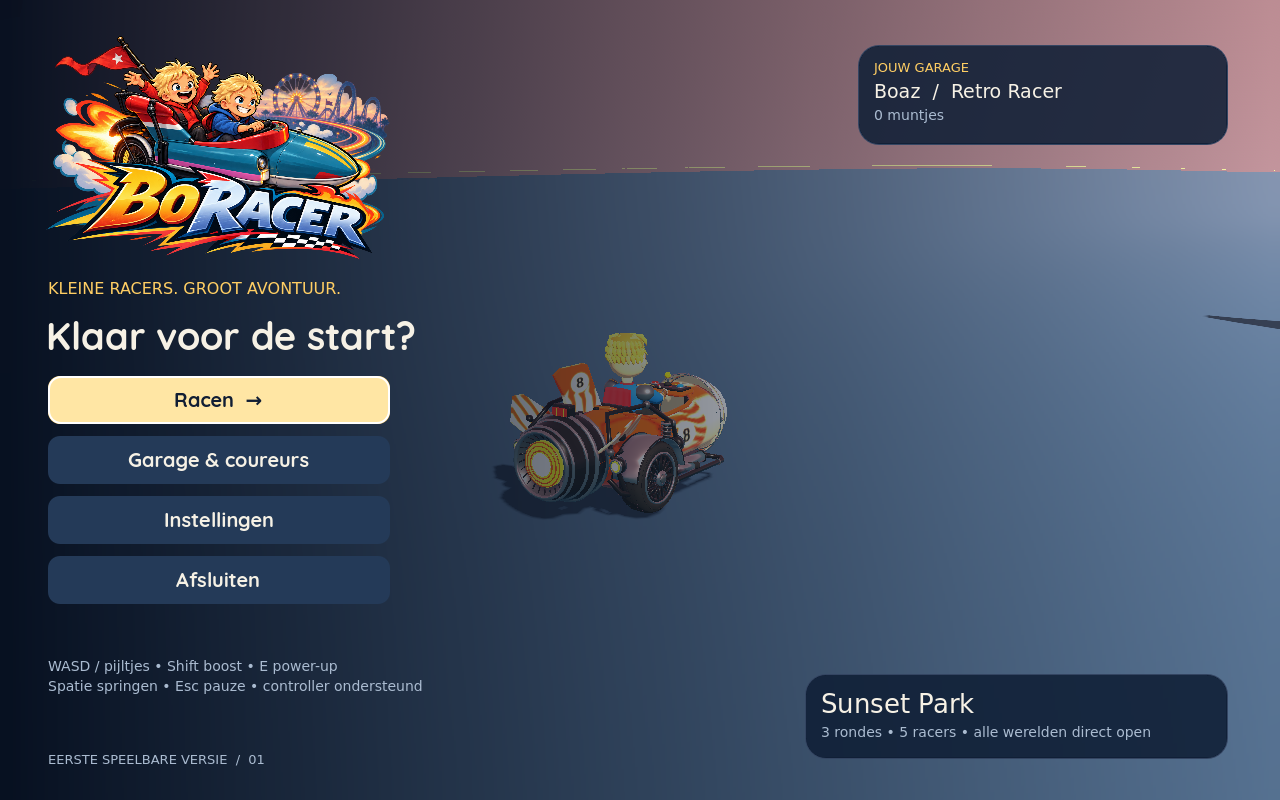 BORACER
JOUW GARAGE
Boaz / Retro Racer
0 muntjes
KLEINE RACERS. GROOT AVONTUUR.
Klaar voor de start?
Racen →
Garage & coureurs
Instellingen
Afsluiten
8
8
WASD / pijltjes • Shift boost • E power-up
Spatie springen • Esc pauze • controller ondersteund
Sunset Park
3 rondes • 5 racers • alle werelden direct open
EERSTE SPEELBARE VERSIE / 01